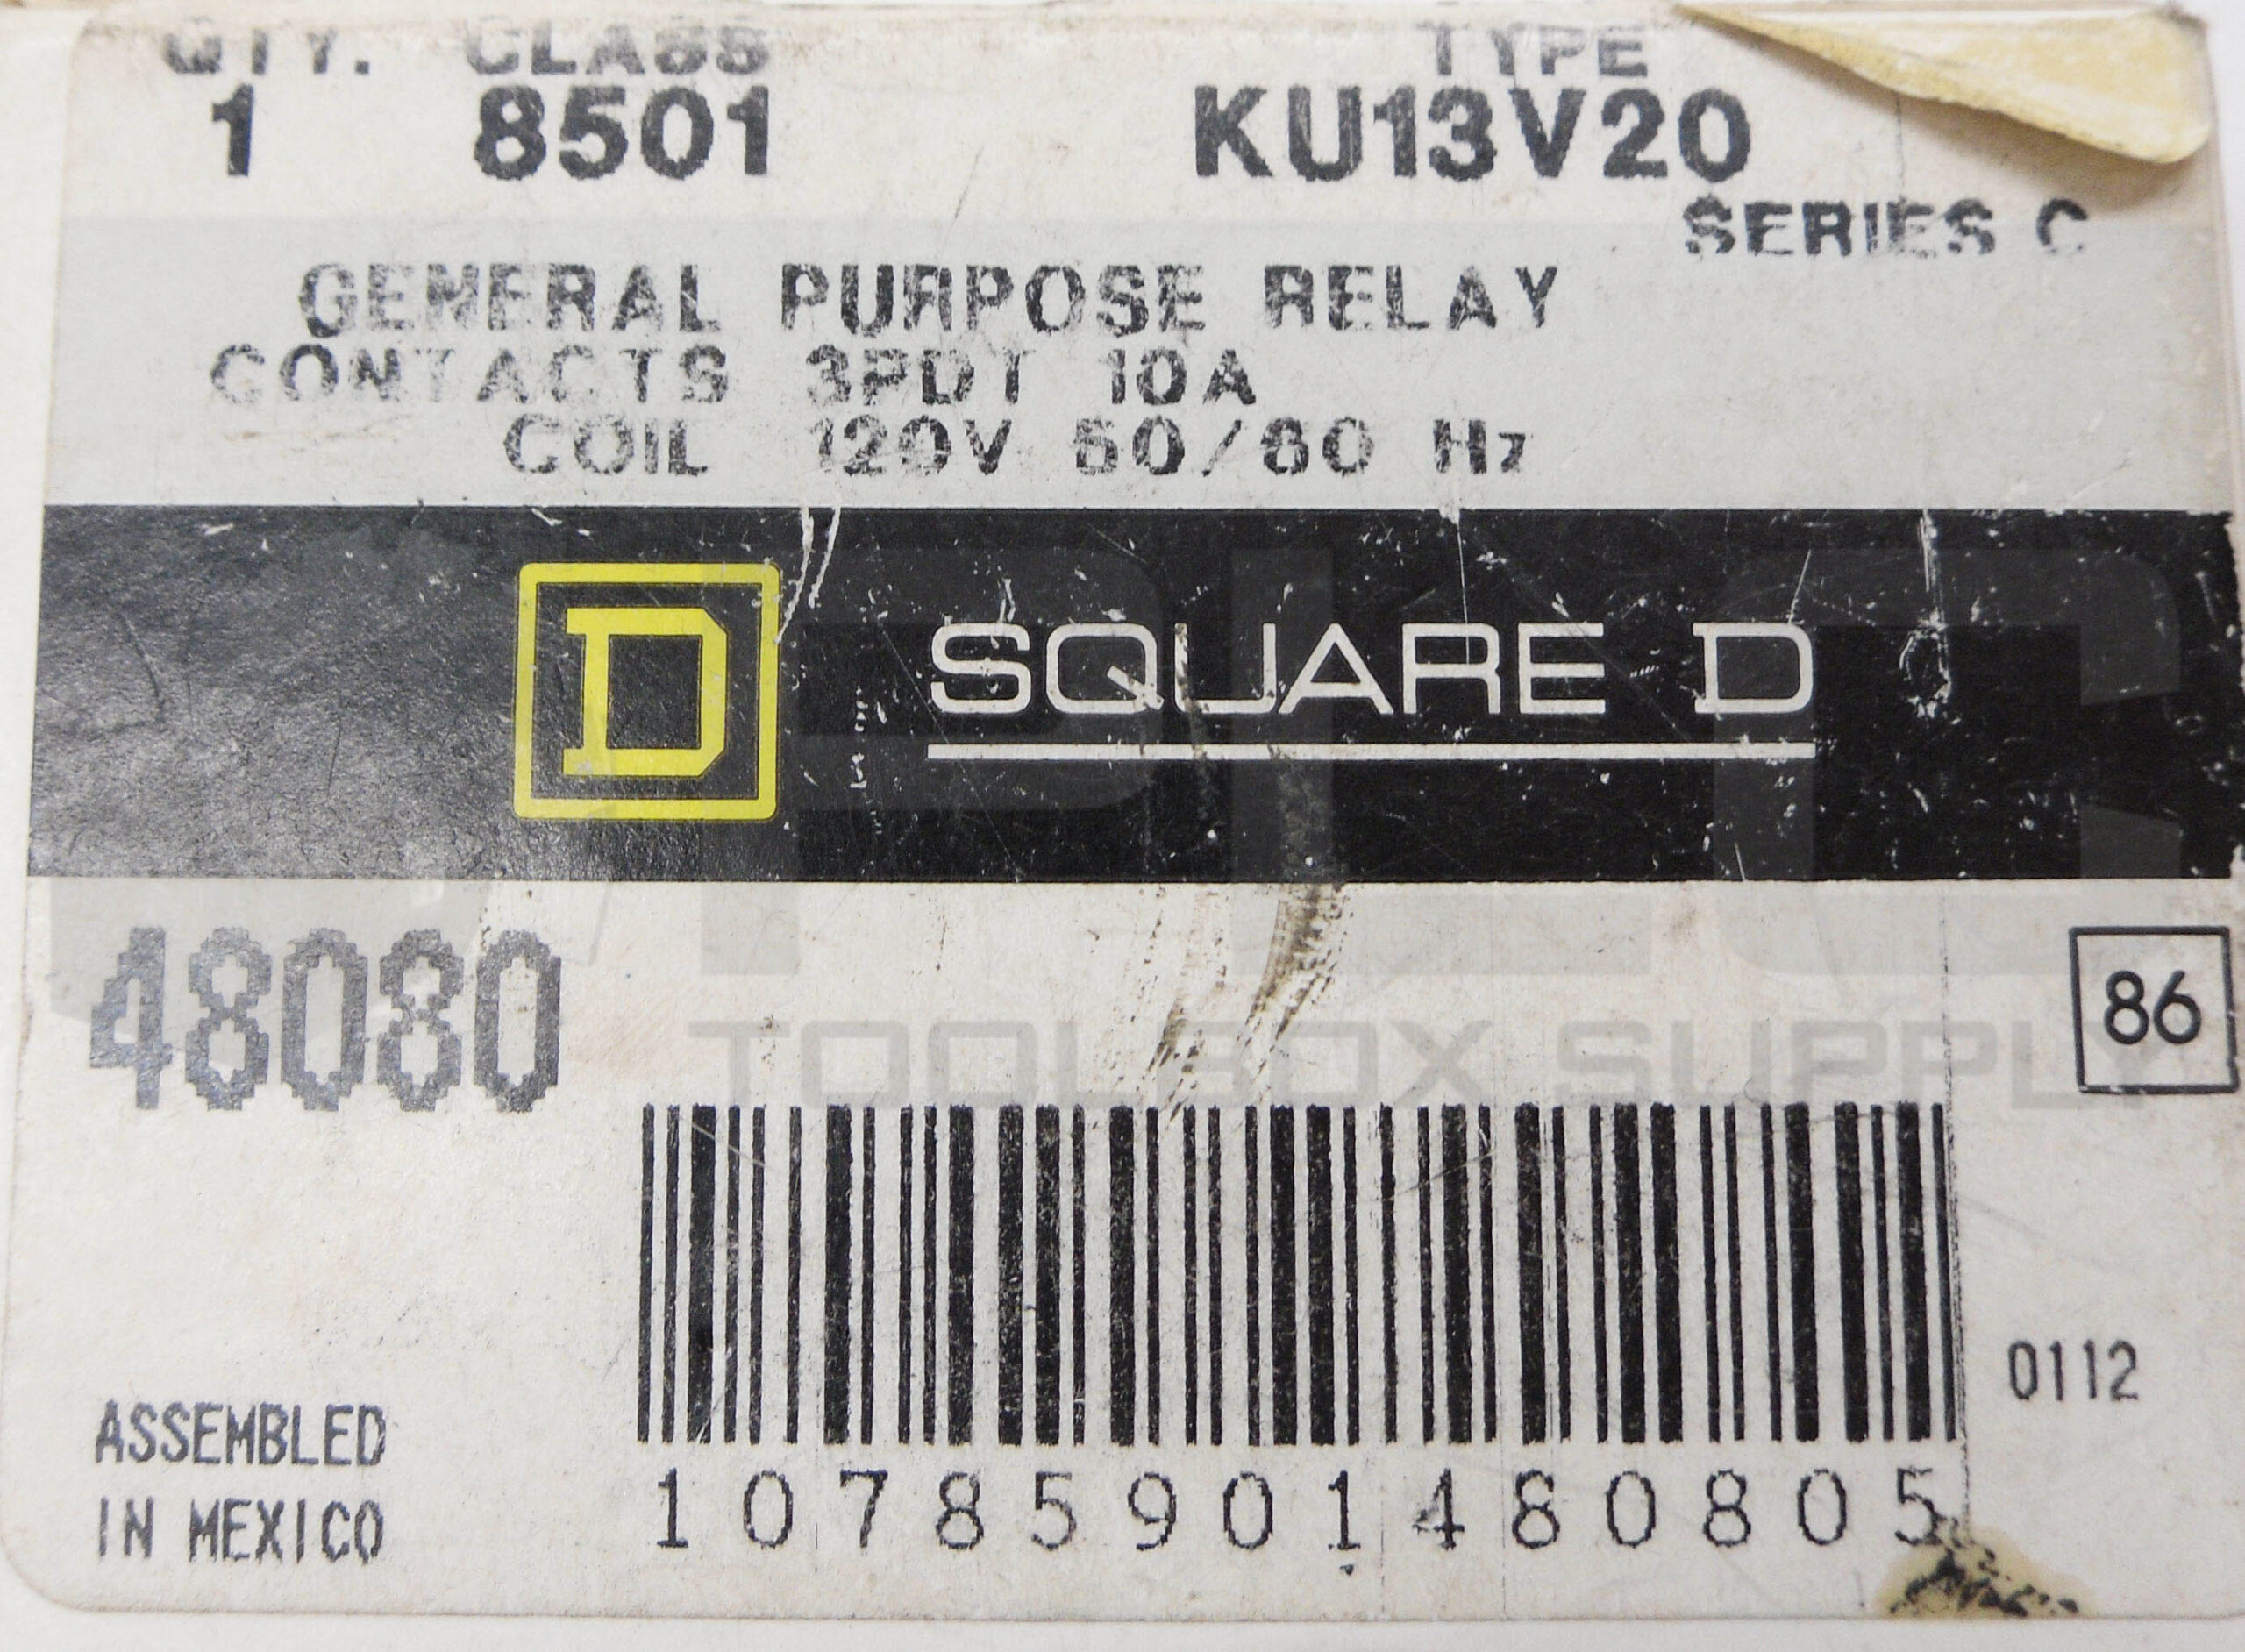 QTY. CLASS TYPE
1 8501 KU13V20
SERIES C
GENERAL PURPOSE RELAY
CONTACTS 3PDT 10A
COIL 120V 50/60 Hz
D SQUARE D
48080
86
TOOLBOX SUPPLY
0112
ASSEMBLED
IN MEXICO
10785901480805